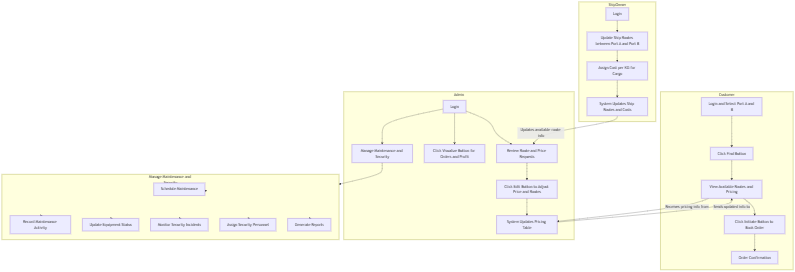 ShipOwner
Login
Update Ship Routes
between Port A and Port B
Assign Cost per KG for
Cargo
System Updates Ship
Routes and Costs
Admin
Login
Updates available route
info
Manage Maintenance and
Security
Click Visualize Button for
Orders and Profit
Review Route and Price
Requests
Click Edit Button to Adjust
Price and Routes
System Updates Pricing
Table
Customer
Login and Select Port A and
B
Click Find Button
View Available Routes and
Pricing
Receives pricing info from
Sends updated info to
Click Initiate Button to
Book Order
Order Confirmation
Manage Maintenance and
Security
Schedule Maintenance
Record Maintenance
Activity
Update Equipment Status
Monitor Security Incidents
Assign Security Personnel
Generate Reports